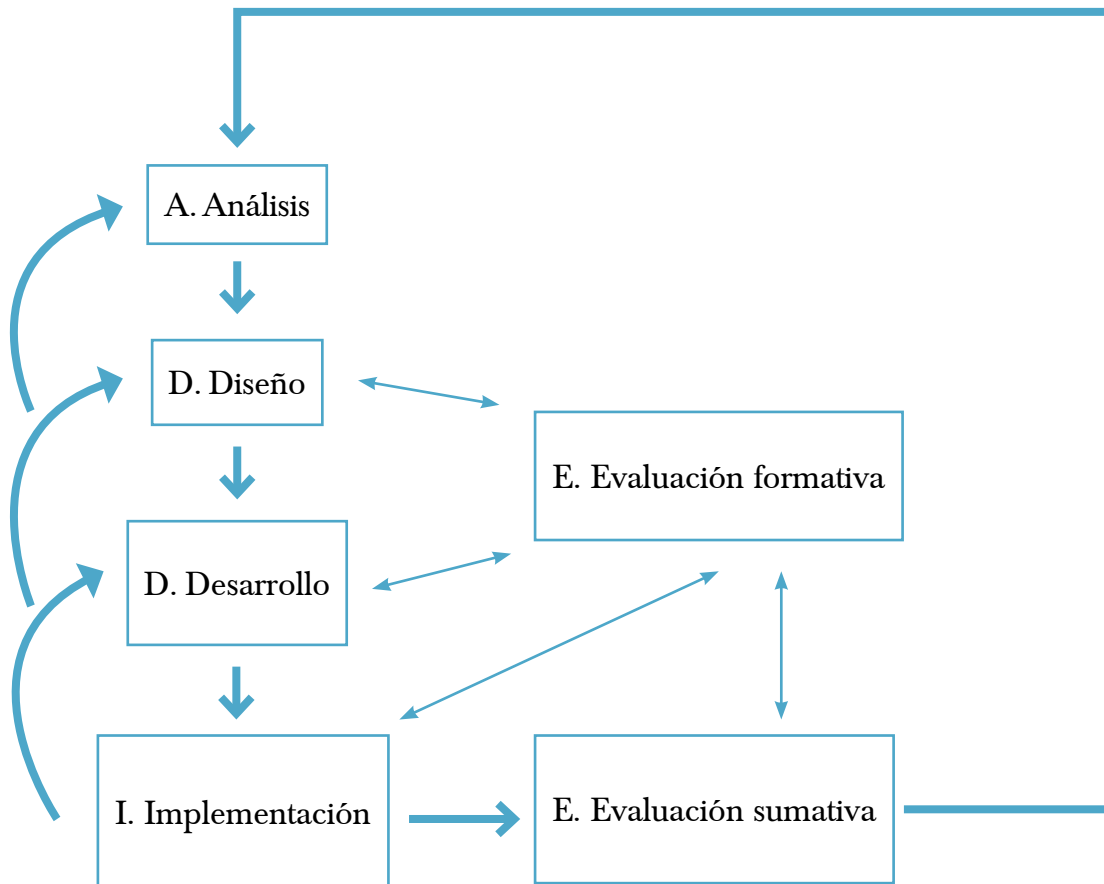 A. Análisis
D. Diseño
E. Evaluación formativa
D. Desarrollo
I. Implementación
E. Evaluación sumativa